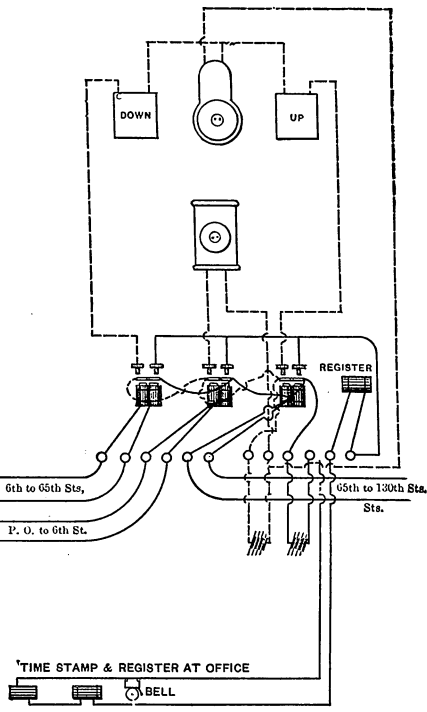 DOWN
UP
REGISTER
6th to 65th Sts,
65th to 130th Sts.
Sts.
P. O. to 6th St.
TIME STAMP & REGISTER AT OFFICE
BELL